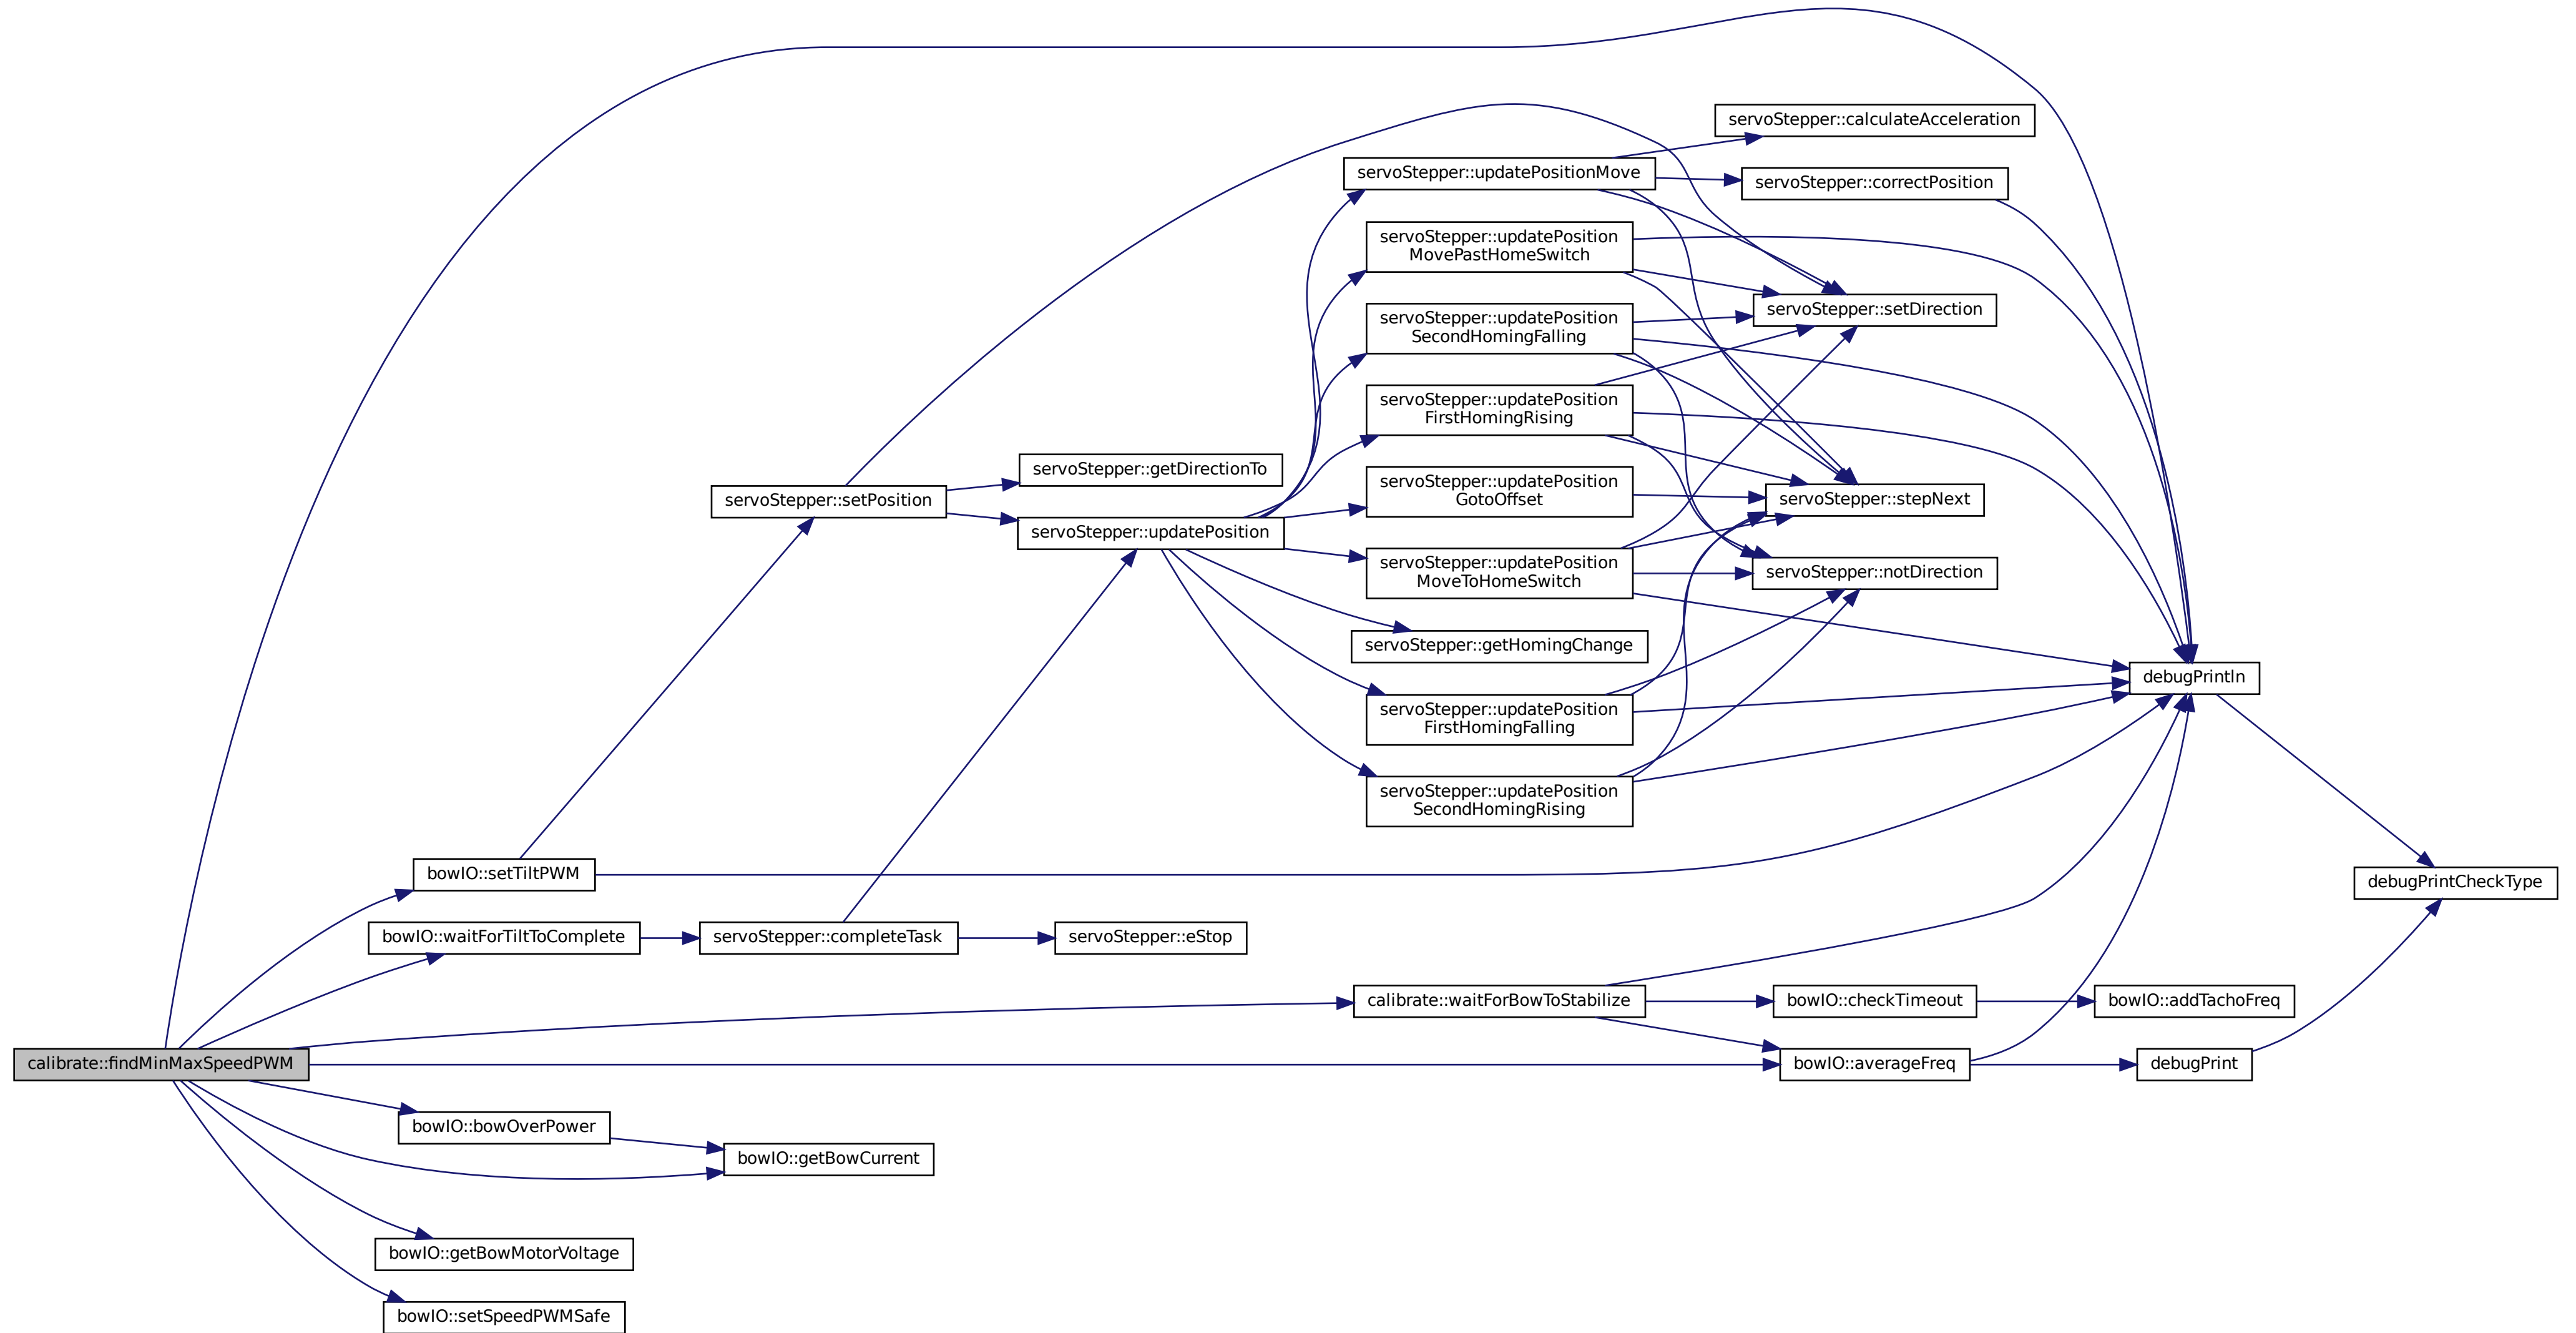 servoStepper::calculateAcceleration
servoStepper::updatePositionMove
servoStepper::correctPosition
servoStepper::updatePosition
MovePastHomeSwitch
servoStepper::setDirection
servoStepper::updatePosition
SecondHomingFalling
servoStepper::updatePosition
FirstHomingRising
servoStepper::getDirectionTo
servoStepper::setPosition
servoStepper::updatePosition
GotoOffset
servoStepper::stepNext
servoStepper::updatePosition
servoStepper::updatePosition
MoveToHomeSwitch
servoStepper::notDirection
servoStepper::getHomingChange
debugPrintln
servoStepper::updatePosition
FirstHomingFalling
servoStepper::updatePosition
SecondHomingRising
bowIO::setTiltPWM
debugPrintCheckType
bowIO::waitForTiltToComplete
servoStepper::completeTask
servoStepper::eStop
calibrate::waitForBowToStabilize
bowIO::checkTimeout
bowIO::addTachoFreq
calibrate::findMinMaxSpeedPWM
bowIO::averageFreq
debugPrint
bowIO::bowOverPower
bowIO::getBowCurrent
bowIO::getBowMotorVoltage
bowIO::setSpeedPWMSafe